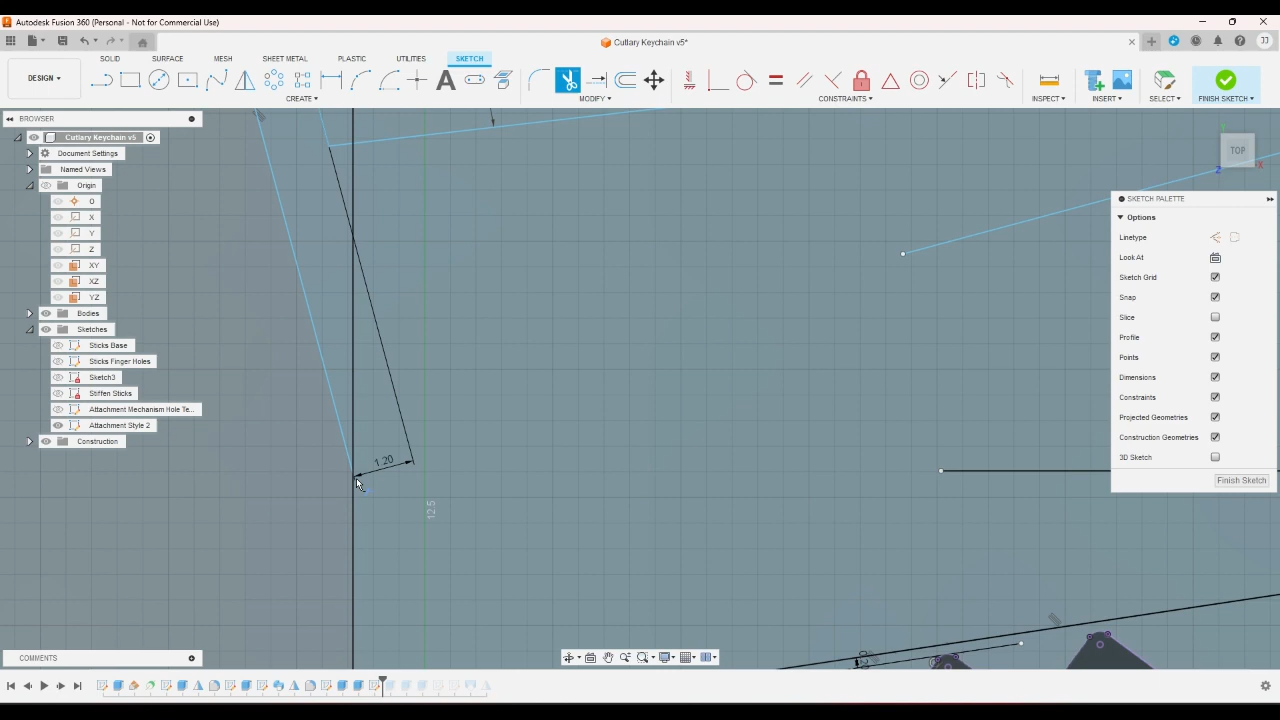 Autodesk Fusion 360 (Personal - Not for Commercial Use)
Cutlary Keychain v5*
JJ
DESIGN
SOLID
SURFACE
MESH
SHEET METAL
PLASTIC
UTILITIES
SKETCH
CREATE
MODIFY
CONSTRAINTS
INSPECT
INSERT
SELECT
FINISH SKETCH
BROWSER
Cutlary Keychain v5
Document Settings
Named Views
Origin
O
X
Y
Z
XY
XZ
YZ
Bodies
Sketches
Sticks Base
Sticks Finger Holes
Sketch3
Stiffen Sticks
Attachment Mechanism Hole Te...
Attachment Style 2
Construction
1.20
12.5
Y
TOP
Z
X
SKETCH PALETTE
Options
Linetype
Look At
Sketch Grid
Snap
Slice
Profile
Points
Dimensions
Constraints
Projected Geometries
Construction Geometries
3D Sketch
Finish Sketch
COMMENTS